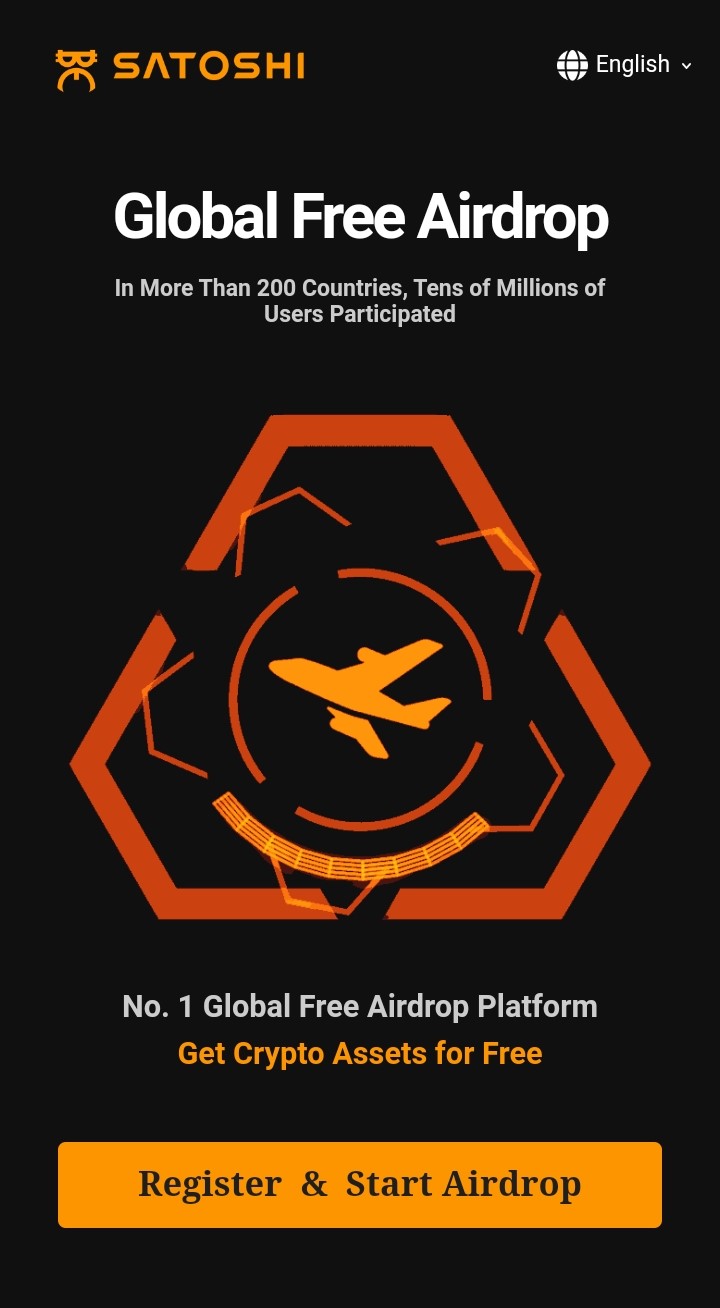 SATOSHI
English
Global Free Airdrop
In More Than 200 Countries, Tens of Millions of
Users Participated
No. 1 Global Free Airdrop Platform
Get Crypto Assets for Free
Register & Start Airdrop